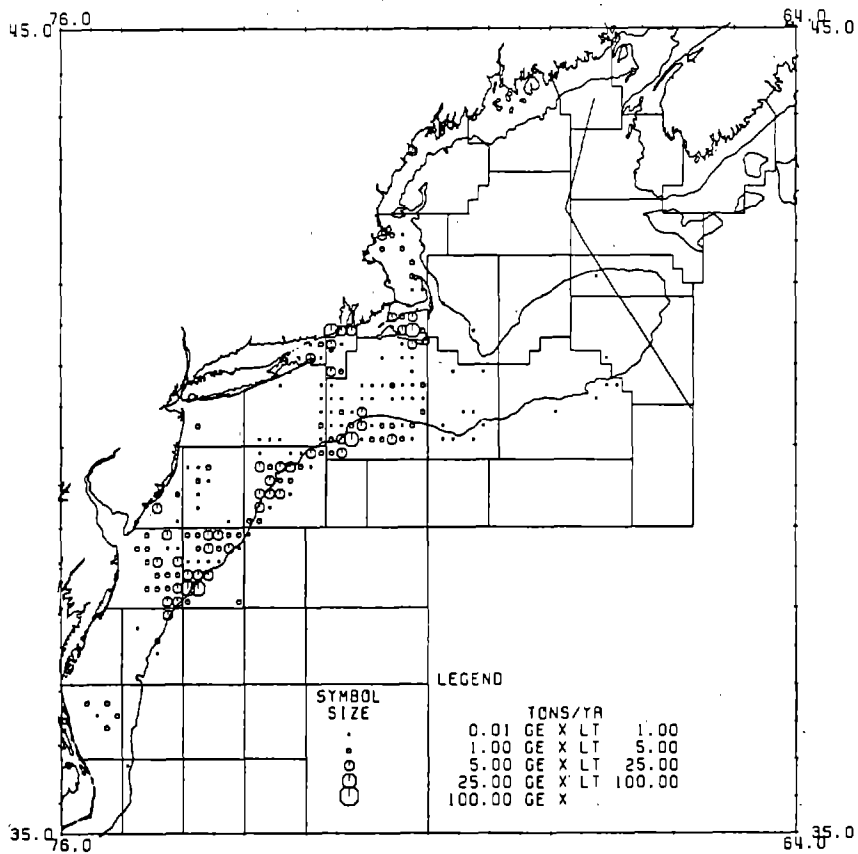 76.0
64.0
45.0
45.0
LEGEND
SYMBOL
SIZE
TONS/YR
0.01 GE X LT 1.00
1.00 GE X LT 5.00
5.00 GE X LT 25.00
25.00 GE X LT 100.00
100.00 GE X
35.0
35.0
76.0
64.0